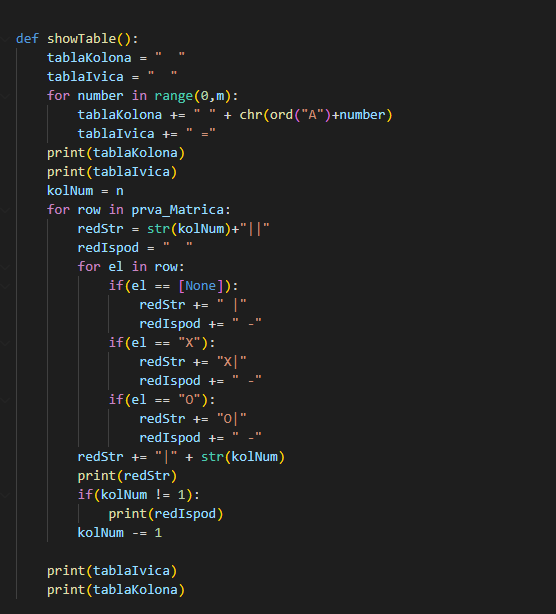 def showTable():
    tablaKolona = "  "
    tablaIvica = "  "
    for number in range(0,m):
        tablaKolona += " " + chr(ord("A")+number)
        tablaIvica += " ="
    print(tablaKolona)
    print(tablaIvica)
    kolNum = n
    for row in prva_Matrica:
        redStr = str(kolNum)+"||"
        redIspod = "  "
        for el in row:
            if(el == [None]):
                redStr += " |"
                redIspod += " -"
            if(el == "X"):
                redStr += "X|"
                redIspod += " -"
            if(el == "O"):
                redStr += "O|"
                redIspod += " -"
        redStr += "|" + str(kolNum)
        print(redStr)
        if(kolNum != 1):
            print(redIspod)
        kolNum -= 1

    print(tablaIvica)
    print(tablaKolona)